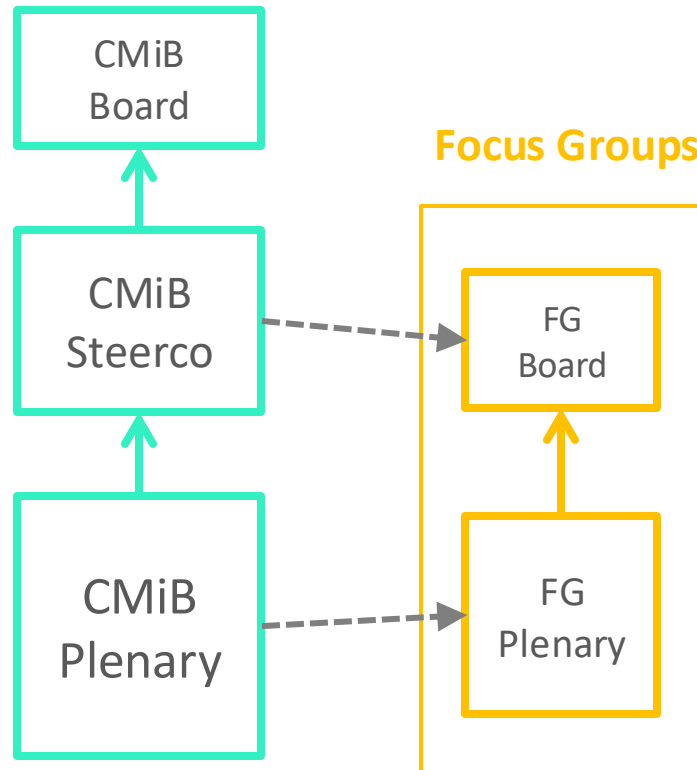 CMiB
Board
Focus Groups
CMiB
Steerco
FG
Board
CMiB
Plenary
FG
Plenary